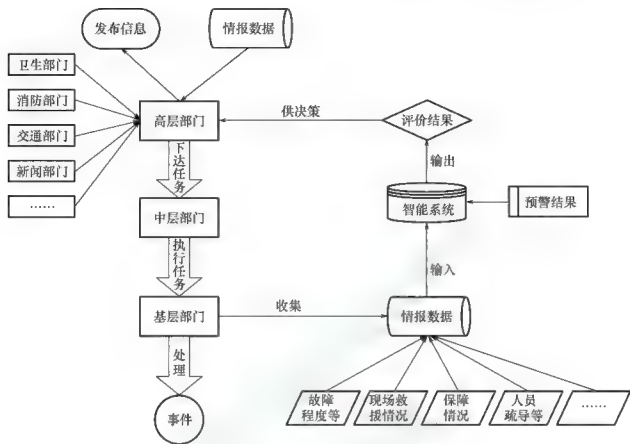 发布信息
情报数据
卫生部门
消防部门
交通部门
新闻部门
……
高层部门
供决策
评价结果
下达任务
输出
智能系统
预警结果
中层部门
执行任务
输入
基层部门
收集
情报数据
处理
事件
故障
程度等
现场救
援情况
保障
情况
人员
疏导等
……